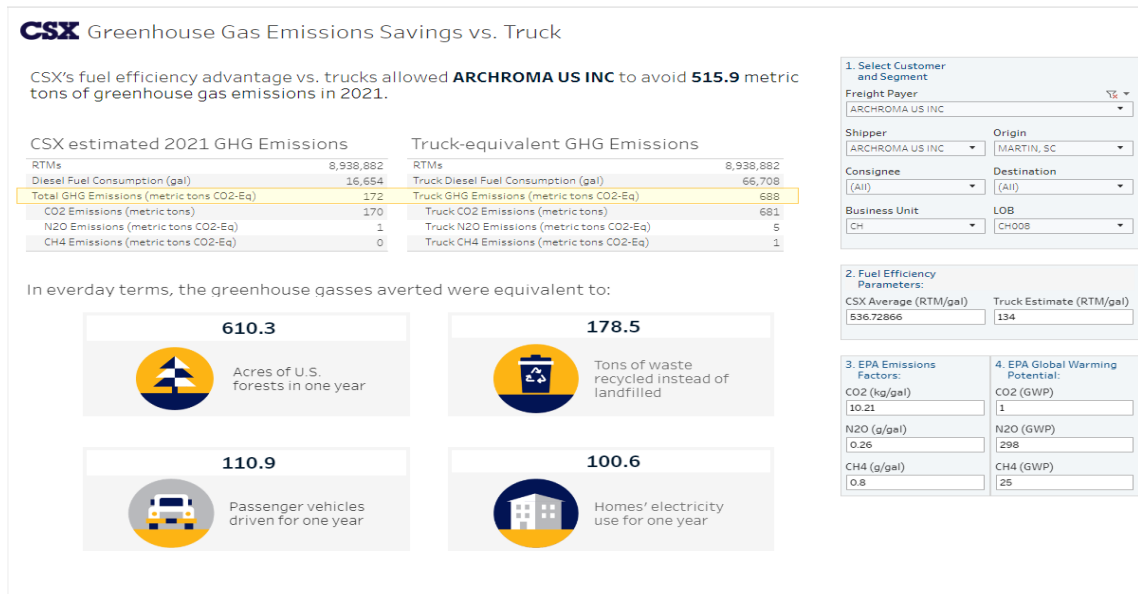 CSX Greenhouse Gas Emissions Savings vs. Truck
CSX's fuel efficiency advantage vs. trucks allowed ARCHROMA US INC to avoid 515.9 metric
tons of greenhouse gas emissions in 2021.
CSX estimated 2021 GHG Emissions
RTMs 8,938,882
Diesel Fuel Consumption (gal) 16,654
Total GHG Emissions (metric tons CO2-Eq) 172
CO2 Emissions (metric tons) 170
N2O Emissions (metric tons CO2-Eq) 1
CH4 Emissions (metric tons CO2-Eq) 0
Truck-equivalent GHG Emissions
RTMs 8,938,882
Truck Diesel Fuel Consumption (gal) 66,708
Truck GHG Emissions (metric tons CO2-Eq) 688
Truck CO2 Emissions (metric tons) 681
Truck N2O Emissions (metric tons CO2-Eq) 5
Truck CH4 Emissions (metric tons CO2-Eq) 1
In everday terms, the greenhouse gasses averted were equivalent to:
610.3
Acres of U.S.
forests in one year
178.5
Tons of waste
recycled instead of
landfilled
110.9
Passenger vehicles
driven for one year
100.6
Homes' electricity
use for one year
1. Select Customer
and Segment
Freight Payer
ARCHROMA US INC
Shipper Origin
ARCHROMA US INC MARTIN, SC
Consignee Destination
(All) (All)
Business Unit LOB
CH CH008
2. Fuel Efficiency
Parameters:
CSX Average (RTM/gal) Truck Estimate (RTM/gal)
536.72866 134
3. EPA Emissions
Factors:
CO2 (kg/gal)
10.21
N2O (g/gal)
0.26
CH4 (g/gal)
0.8
4. EPA Global Warming
Potential:
CO2 (GWP)
1
N2O (GWP)
298
CH4 (GWP)
25